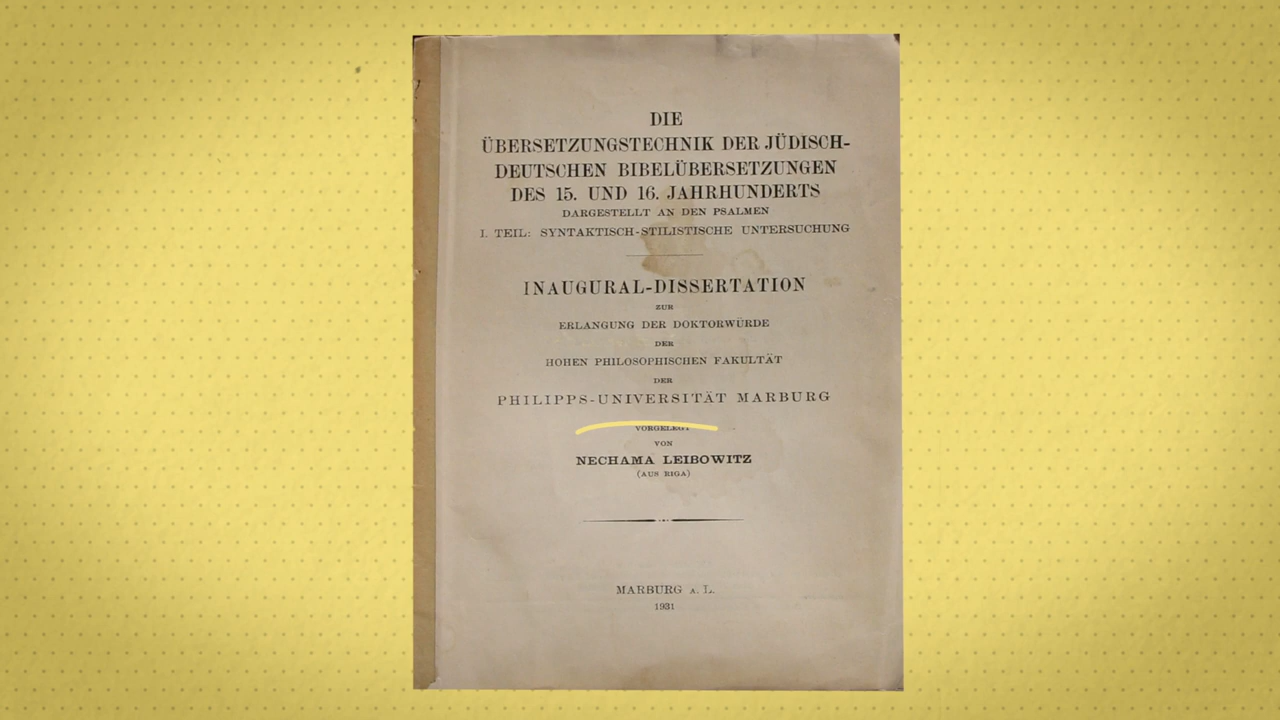 DIE
ÜBERSETZUNGSTECHNIK DER JÜDISCH-
DEUTSCHEN BIBELÜBERSETZUNGEN
DES 15. UND 16. JAHRHUNDERTS
DARGESTELLT AN DEN PSALMEN
I. TEIL: SYNTAKTISCH-STILISTISCHE UNTERSUCHUNG
INAUGURAL-DISSERTATION
ZUR
ERLANGUNG DER DOKTORWÜRDE
DER
HOHEN PHILOSOPHISCHEN FAKULTÄT
DER
PHILIPPS-UNIVERSITÄT MARBURG
VORGELEGT
VON
NECHAMA LEIBOWITZ
(AUS RIGA)
MARBURG A. L.
1931